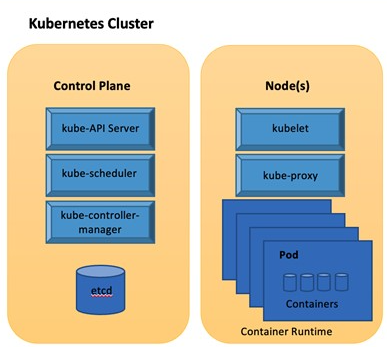 Kubernetes Cluster
Control Plane
kube-API Server
kube-scheduler
kube-controller-
manager
etcd
Node(s)
kubelet
kube-proxy
Pod
Containers
Container Runtime